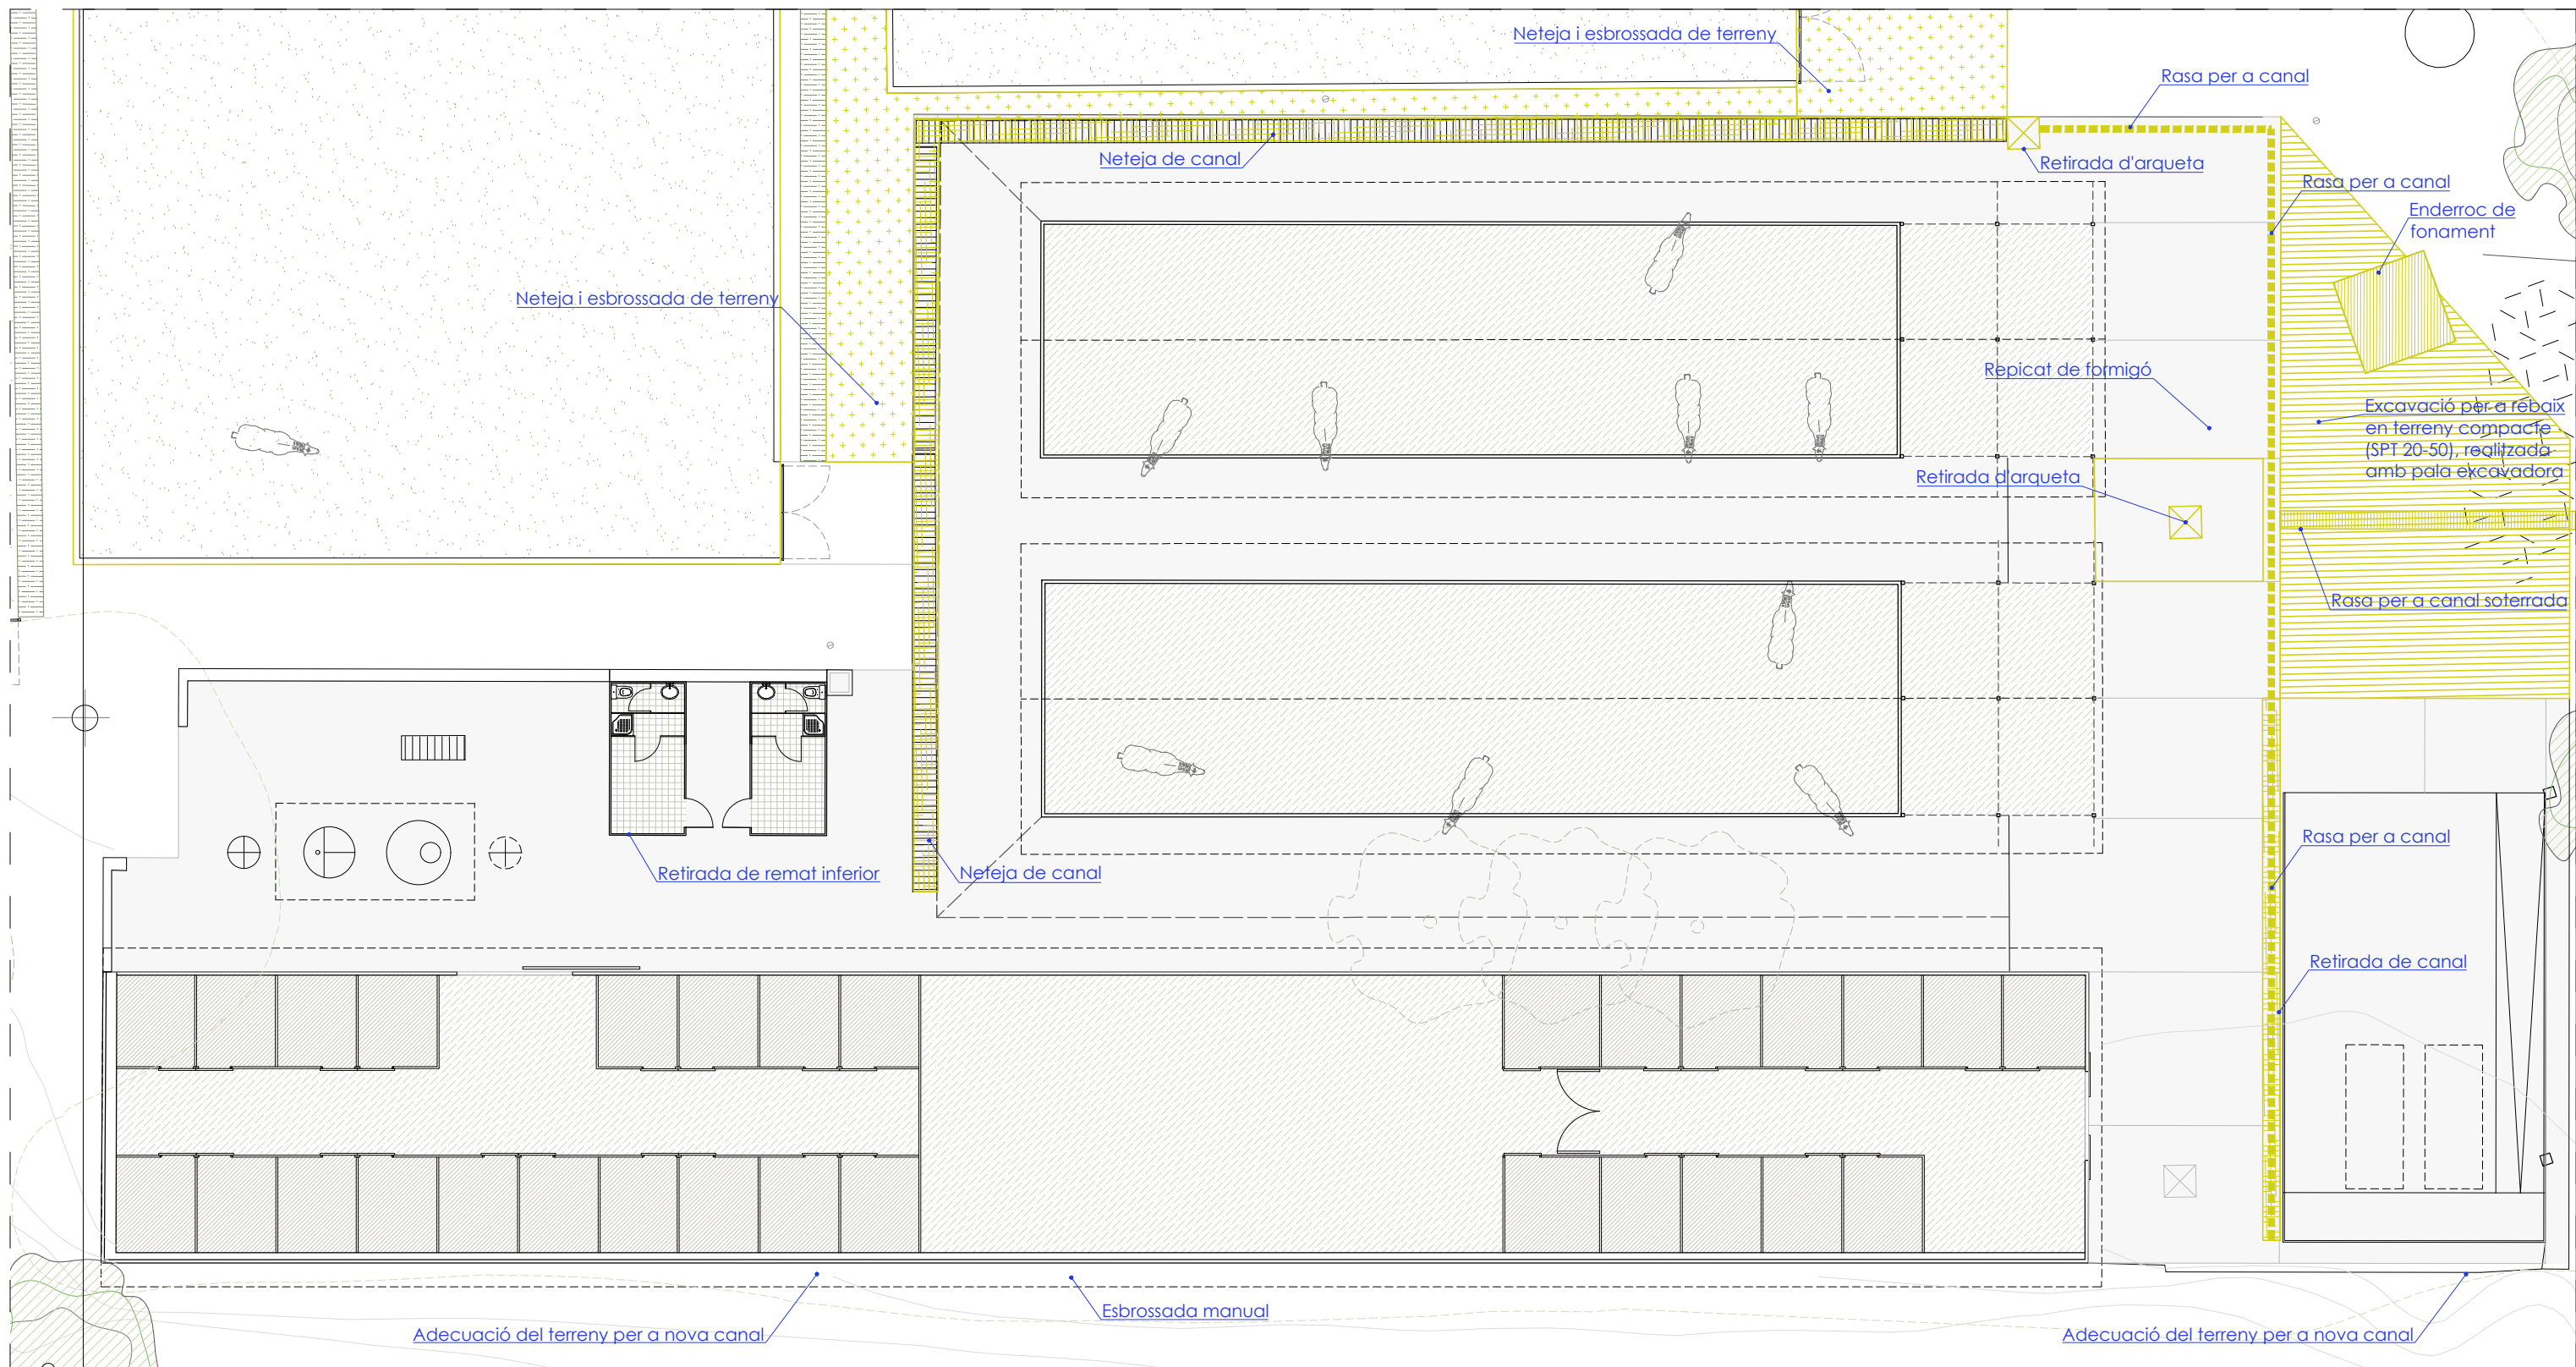 Neteja i esbrossada de terreny
Rasa per a canal
Neteja de canal
Retirada d'arqueta
Rasa per a canal
Enderroc de
fonament
Neteja i esbrossada de terreny
Repicat de formigó
Excavació per a rebaix
en terreny compacte
(SPT 20-50), realitzada
amb pala excavadora
Retirada d'arqueta
Rasa per a canal soterrada
Rasa per a canal
Retirada de remat inferior
Neteja de canal
Retirada de canal
Esbrossada manual
Adecuació del terreny per a nova canal
Adecuació del terreny per a nova canal